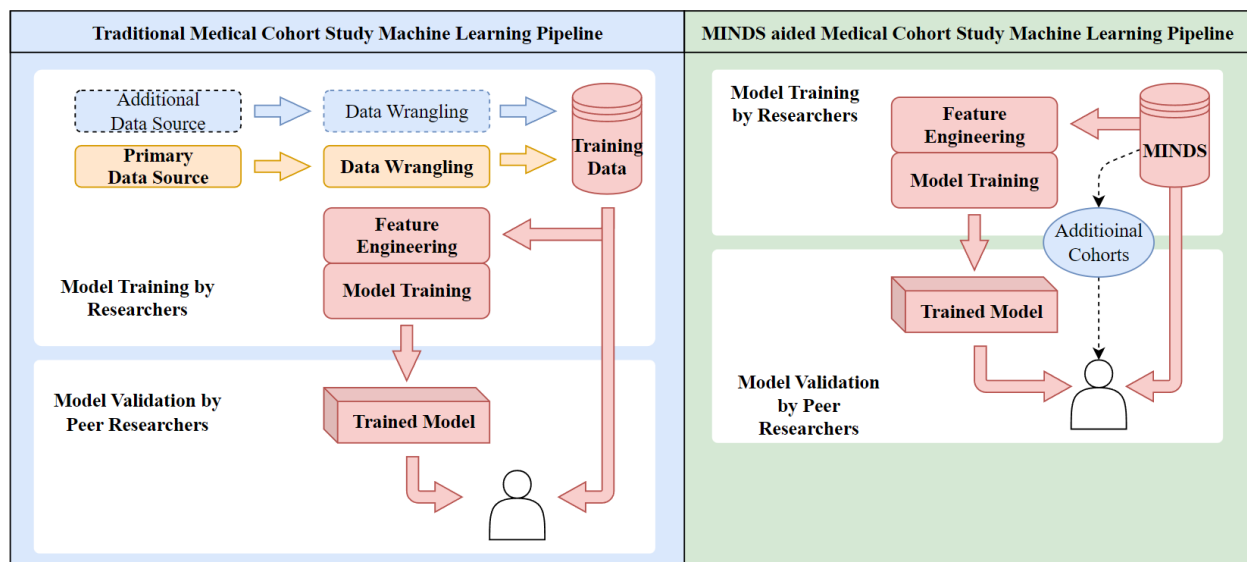 Traditional Medical Cohort Study Machine Learning Pipeline
Additional
Data Source
Data Wrangling
Primary
Data Source
Data Wrangling
Training
Data
Feature
Engineering
Model Training
Model Training by
Researchers
Model Validation by
Peer Researchers
Trained Model
MINDS aided Medical Cohort Study Machine Learning Pipeline
Model Training
by Researchers
Feature
Engineering
Model Training
MINDS
Additioinal
Cohorts
Trained Model
Model Validation
by Peer
Researchers